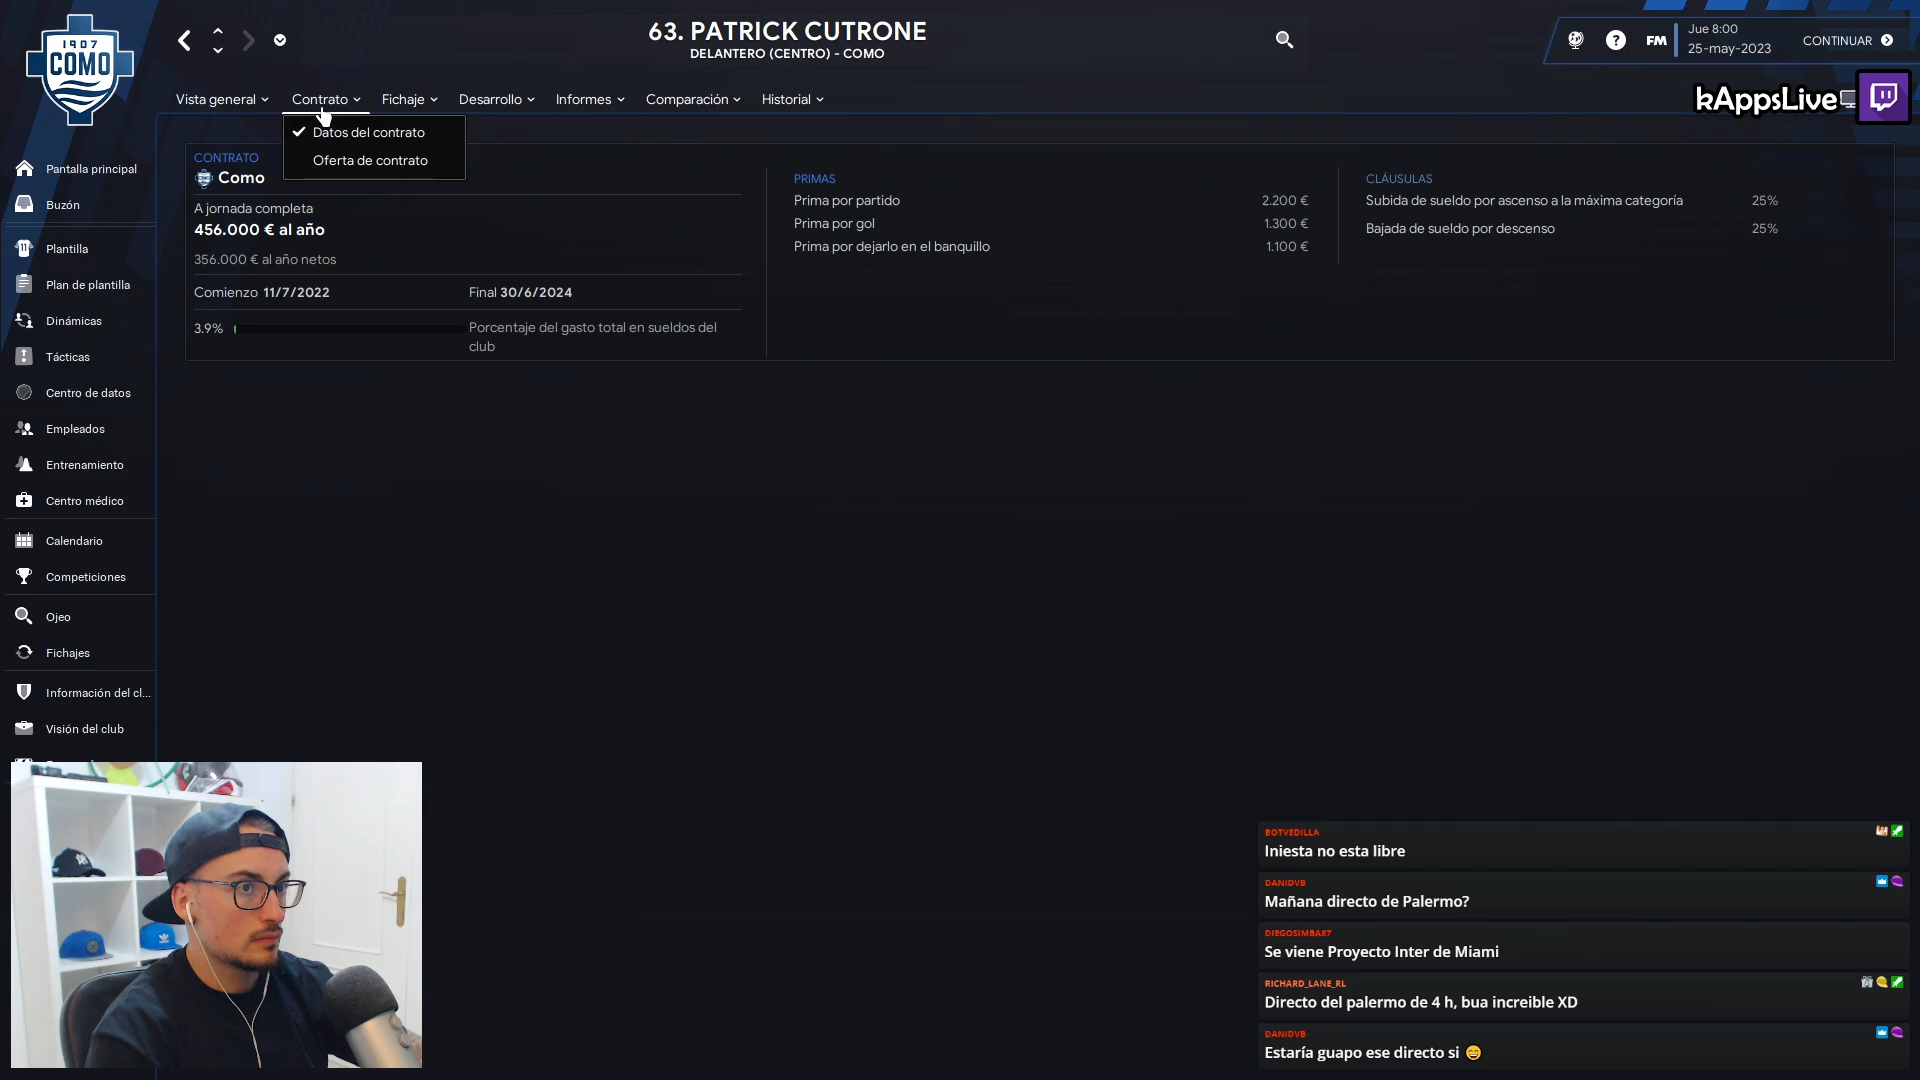 1907
COMO
63. PATRICK CUTRONE
DELANTERO (CENTRO) - COMO
FM
Jue 8:00
25-may-2023
CONTINUAR
kAppsLive
Vista general
Contrato
Fichaje
Desarrollo
Informes
Comparación
Historial
Datos del contrato
Oferta de contrato
Pantalla principal
Buzón
Plantilla
Plan de plantilla
Dinámicas
Tácticas
Centro de datos
Empleados
Entrenamiento
Centro médico
Calendario
Competiciones
Ojeo
Fichajes
Información del cl...
Visión del club
CONTRATO
Como
A jornada completa
456.000 € al año
356.000 € al año netos
Comienzo 11/7/2022
Final 30/6/2024
3.9%
Porcentaje del gasto total en sueldos del
club
PRIMAS
Prima por partido 2.200 €
Prima por gol 1.300 €
Prima por dejarlo en el banquillo 1.100 €
CLÁUSULAS
Subida de sueldo por ascenso a la máxima categoría 25%
Bajada de sueldo por descenso 25%
BOTVEDILLA
Iniesta no esta libre
DANIDVB
Mañana directo de Palermo?
DIEGOSIMBA87
Se viene Proyecto Inter de Miami
RICHARD_LANE_RL
Directo del palermo de 4 h, bua increible XD
DANIDVB
Estaría guapo ese directo si 😄